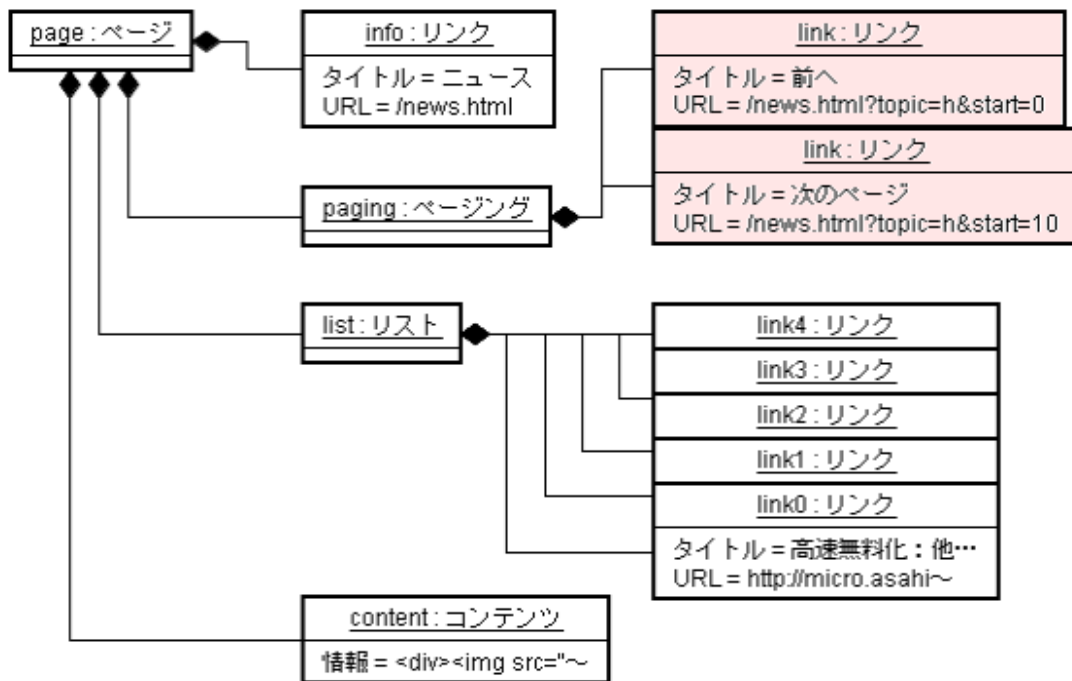 page : ページ
info : リンク
タイトル = ニュース
URL = /news.html
link : リンク
タイトル = 前へ
URL = /news.html?topic=h&start=0
link : リンク
タイトル = 次のページ
URL = /news.html?topic=h&start=10
paging : ページング
list : リスト
link4 : リンク
link3 : リンク
link2 : リンク
link1 : リンク
link0 : リンク
タイトル = 高速無料化：他…
URL = http://micro.asahi～
content : コンテンツ
情報 = <div><img src="～